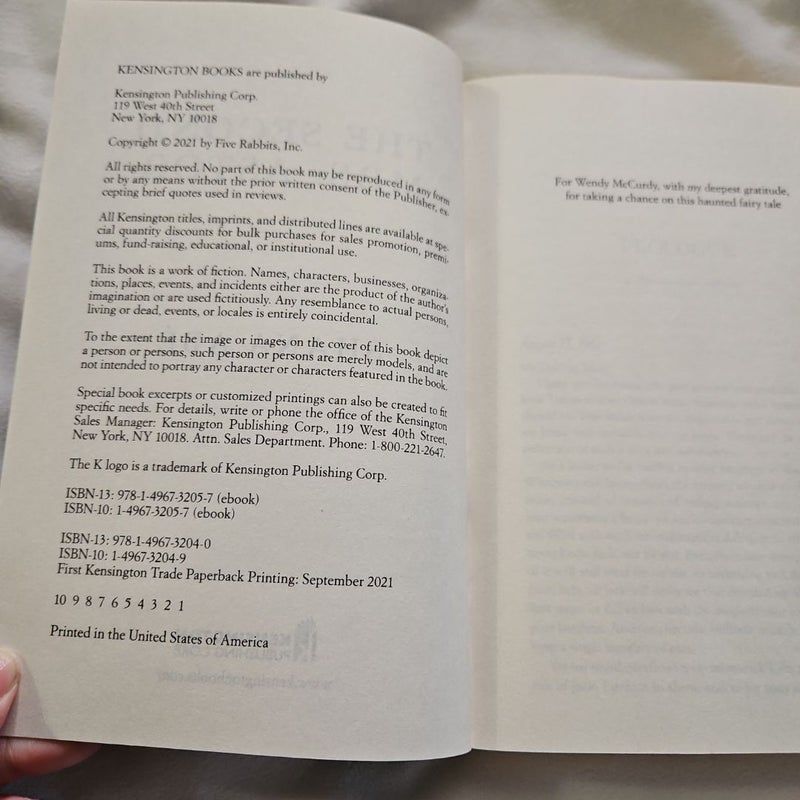 KENSINGTON BOOKS are published by
Kensington Publishing Corp.
119 West 40th Street
New York, NY 10018
Copyright © 2021 by Five Rabbits, Inc.
All rights reserved. No part of this book may be reproduced in any form
or by any means without the prior written consent of the Publisher, ex-
cepting brief quotes used in reviews.
All Kensington titles, imprints, and distributed lines are available at spe-
cial quantity discounts for bulk purchases for sales promotion, premi-
ums, fund-raising, educational, or institutional use.
This book is a work of fiction. Names, characters, businesses, organiza-
tions, places, events, and incidents either are the product of the author's
imagination or are used fictitiously. Any resemblance to actual persons,
living or dead, events, or locales is entirely coincidental.
To the extent that the image or images on the cover of this book depict
a person or persons, such person or persons are merely models, and are
not intended to portray any character or characters featured in the book.
Special book excerpts or customized printings can also be created to fit
specific needs. For details, write or phone the office of the Kensington
Sales Manager: Kensington Publishing Corp., 119 West 40th Street,
New York, NY 10018. Attn. Sales Department. Phone: 1-800-221-2647.
The K logo is a trademark of Kensington Publishing Corp.
ISBN-13: 978-1-4967-3205-7 (ebook)
ISBN-10: 1-4967-3205-7 (ebook)
ISBN-13: 978-1-4967-3204-0
ISBN-10: 1-4967-3204-9
First Kensington Trade Paperback Printing: September 2021
10 9 8 7 6 5 4 3 2 1
Printed in the United States of America
www.kensingtonbooks.com
For Wendy McCurdy, with my deepest gratitude,
for taking a chance on this haunted fairy tale